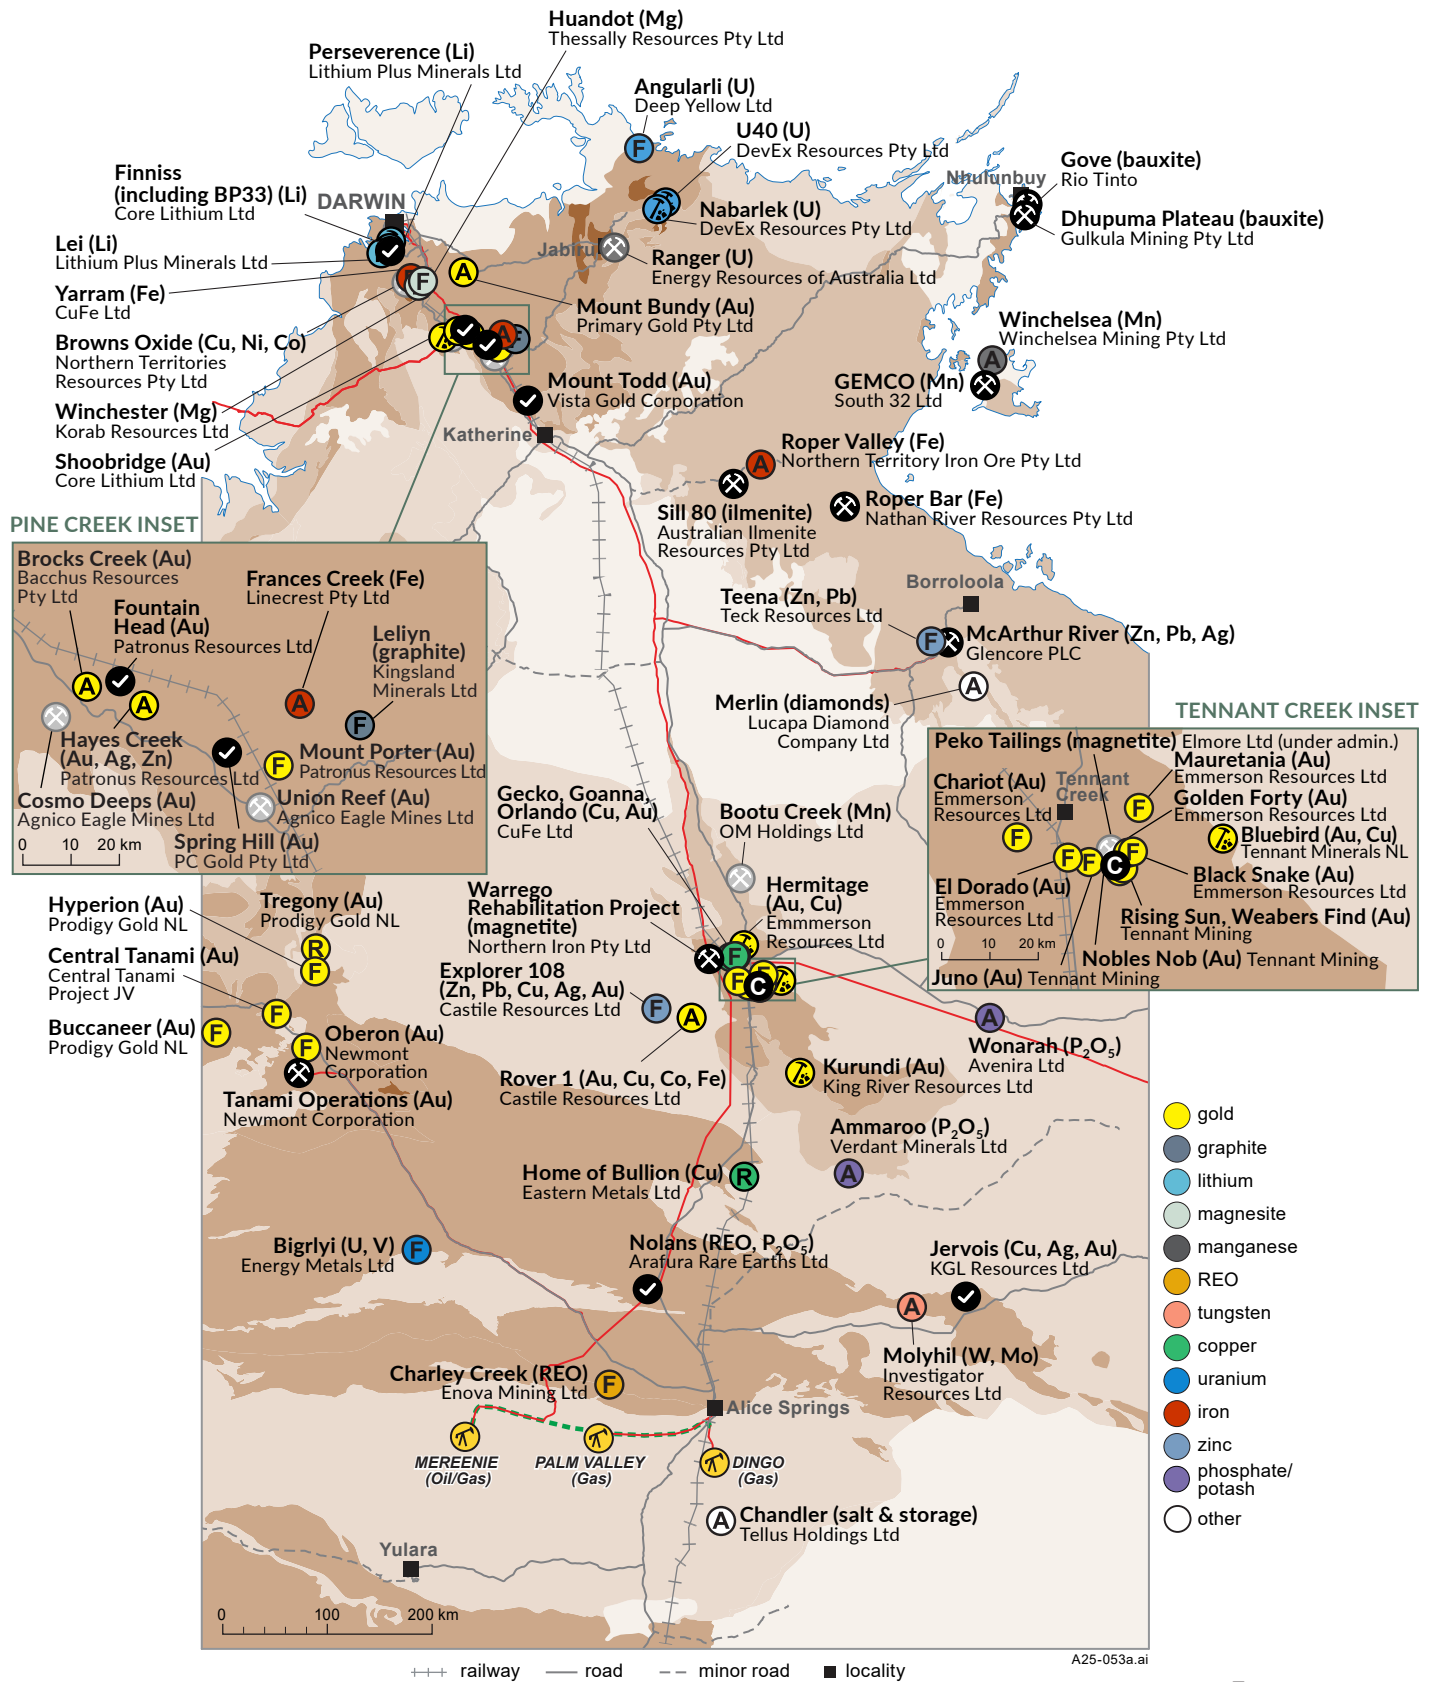 Huandot (Mg)
Thessally Resources Pty Ltd
Perseverence (Li)
Lithium Plus Minerals Ltd
Angularli (U)
Deep Yellow Ltd
U40 (U)
DevEx Resources Pty Ltd
Finniss
(including BP33) (Li)
Core Lithium Ltd
DARWIN
Nhulunbuy
Gove (bauxite)
Rio Tinto
Dhupuma Plateau (bauxite)
Gulkula Mining Pty Ltd
Nabarlek (U)
DevEx Resources Pty Ltd
Lei (Li)
Lithium Plus Minerals Ltd
Jabiru
Ranger (U)
Energy Resources of Australia Ltd
Yarram (Fe)
CuFe Ltd
Mount Bundy (Au)
Primary Gold Pty Ltd
Browns Oxide (Cu, Ni, Co)
Northern Territories
Resources Pty Ltd
Winchelsea (Mn)
Winchelsea Mining Pty Ltd
GEMCO (Mn)
South 32 Ltd
Mount Todd (Au)
Vista Gold Corporation
Winchester (Mg)
Korab Resources Ltd
Katherine
Shoobridge (Au)
Core Lithium Ltd
Roper Valley (Fe)
Northern Territory Iron Ore Pty Ltd
Sill 80 (ilmenite)
Australian Ilmenite
Resources Pty Ltd
Roper Bar (Fe)
Nathan River Resources Pty Ltd
PINE CREEK INSET
Brocks Creek (Au)
Bacchus Resources
Pty Ltd
Frances Creek (Fe)
Linecrest Pty Ltd
Fountain
Head (Au)
Patronus Resources Ltd
Leliyn
(graphite)
Kingsland
Minerals Ltd
Hayes Creek
(Au, Ag, Zn)
Patronus Resources Ltd
Mount Porter (Au)
Patronus Resources Ltd
Cosmo Deeps (Au)
Agnico Eagle Mines Ltd
Union Reef (Au)
Agnico Eagle Mines Ltd
Spring Hill (Au)
PC Gold Pty Ltd
0 10 20 km
Borroloola
Teena (Zn, Pb)
Teck Resources Ltd
McArthur River (Zn, Pb, Ag)
Glencore PLC
Merlin (diamonds)
Lucapa Diamond
Company Ltd
TENNANT CREEK INSET
Peko Tailings (magnetite) Elmore Ltd (under admin.)
Mauretania (Au)
Emmerson Resources Ltd
Chariot (Au)
Emmerson
Resources Ltd
Tennant
Creek
Golden Forty (Au)
Emmerson Resources Ltd
Bluebird (Au, Cu)
Tennant Minerals NL
El Dorado (Au)
Emmerson
Resources Ltd
Black Snake (Au)
Emmerson Resources Ltd
Rising Sun, Weabers Find (Au)
Tennant Mining
Nobles Nob (Au) Tennant Mining
Juno (Au) Tennant Mining
0 10 20 km
Gecko, Goanna,
Orlando (Cu, Au)
CuFe Ltd
Bootu Creek (Mn)
OM Holdings Ltd
Warrego
Rehabilitation Project
(magnetite)
Northern Iron Pty Ltd
Hermitage
(Au, Cu)
Emmmerson
Resources Ltd
Hyperion (Au)
Prodigy Gold NL
Tregony (Au)
Prodigy Gold NL
Central Tanami (Au)
Central Tanami
Project JV
Explorer 108
(Zn, Pb, Cu, Ag, Au)
Castile Resources Ltd
Buccaneer (Au)
Prodigy Gold NL
Oberon (Au)
Newmont
Corporation
Tanami Operations (Au)
Newmont Corporation
Rover 1 (Au, Cu, Co, Fe)
Castile Resources Ltd
Wonarah (P2O5)
Avenira Ltd
Kurundi (Au)
King River Resources Ltd
Ammaroo (P2O5)
Verdant Minerals Ltd
Home of Bullion (Cu)
Eastern Metals Ltd
Bigrlyi (U, V)
Energy Metals Ltd
Nolans (REO, P2O5)
Arafura Rare Earths Ltd
Jervois (Cu, Ag, Au)
KGL Resources Ltd
Molyhil (W, Mo)
Investigator
Resources Ltd
Charley Creek (REO)
Enova Mining Ltd
Alice Springs
MEREENIE
(Oil/Gas)
PALM VALLEY
(Gas)
DINGO
(Gas)
Chandler (salt & storage)
Tellus Holdings Ltd
Yulara
0 100 200 km
gold
graphite
lithium
magnesite
manganese
REO
tungsten
copper
uranium
iron
zinc
phosphate/
potash
other
A25-053a.ai
railway road minor road locality